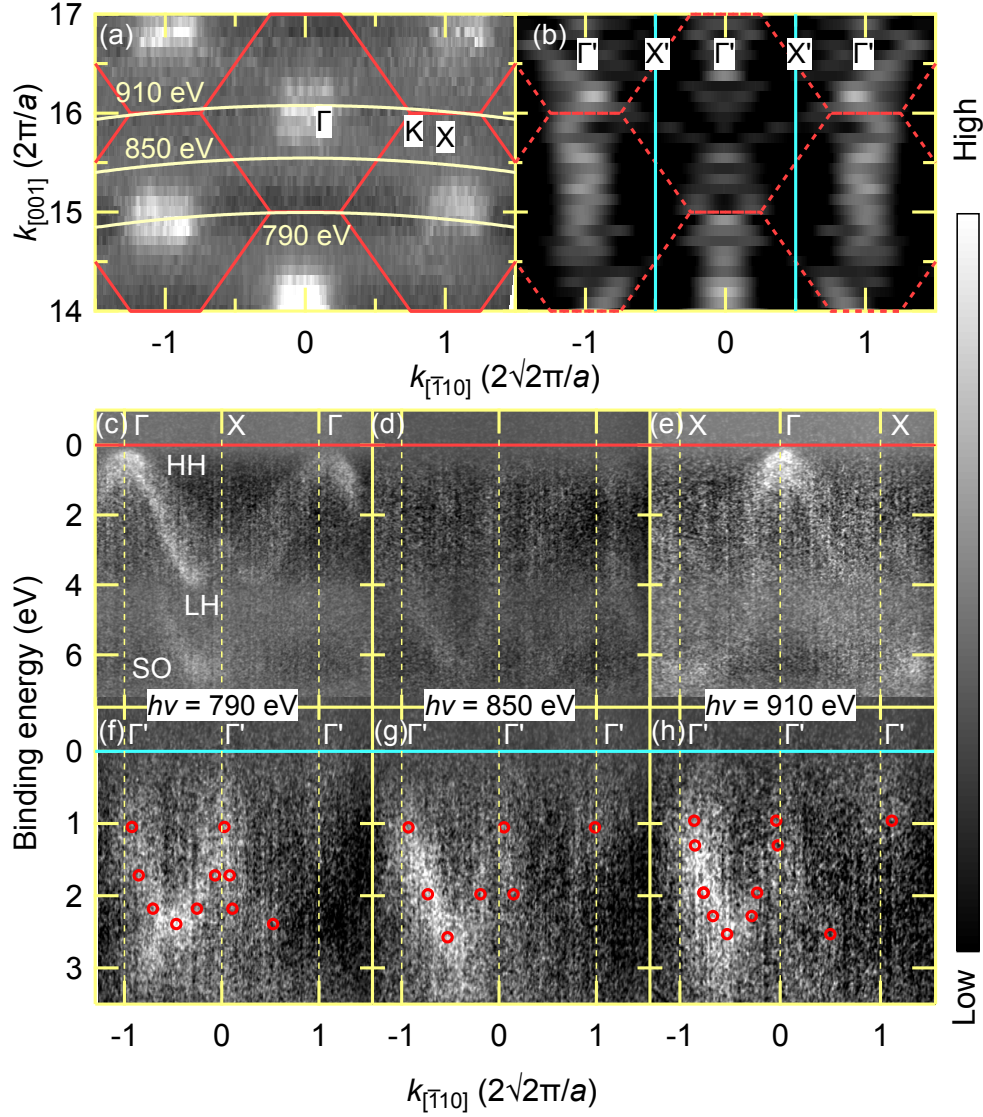 17
(a)
(b)
Γ'
X'
Γ'
X'
Γ'
910 eV
16
Γ
K
X
850 eV
15
790 eV
14
k[001] (2π/a)
-1
0
1
-1
0
1
k[1̅10] (2√2π/a)
High
Low
(c)
Γ
X
Γ
(d)
(e)
X
Γ
X
0
HH
2
4
LH
6
SO
hν = 790 eV
hν = 850 eV
hν = 910 eV
Binding energy (eV)
(f)
Γ'
Γ'
Γ'
(g)
Γ'
Γ'
Γ'
(h)
Γ'
Γ'
Γ'
0
1
2
3
-1
0
1
-1
0
1
-1
0
1
k[1̅10] (2√2π/a)